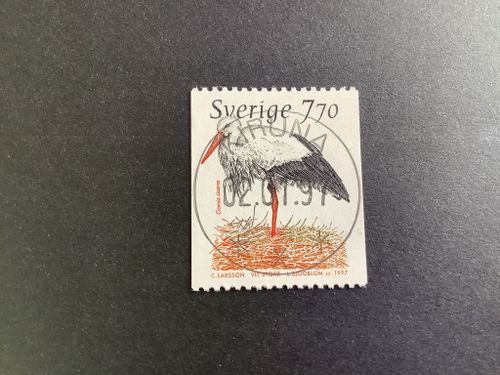 Sverige 7,70
KIRUNA
Ciconia ciconia
02.01.97
C. LARSSON VIT STORK L. SJÖÖBLOM sc. 1997